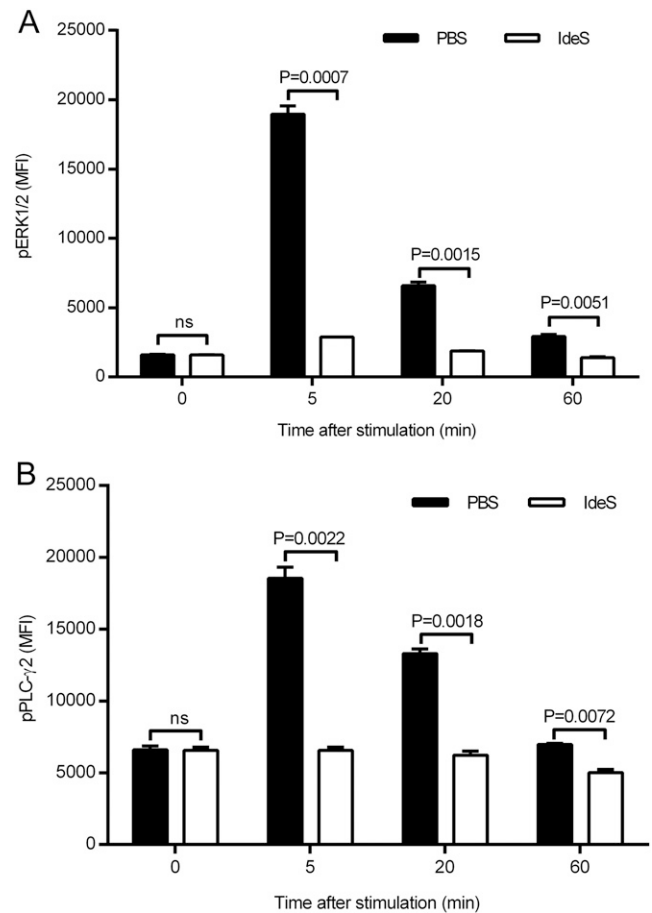 A
25000
PBS
IdeS
P=0.0007
20000
15000
pERK1/2 (MFI)
10000
P=0.0015
5000
P=0.0051
ns
0
0
5
20
60
Time after stimulation (min)
B
25000
PBS
IdeS
P=0.0022
20000
P=0.0018
15000
pPLC-γ2 (MFI)
10000
ns
P=0.0072
5000
0
0
5
20
60
Time after stimulation (min)